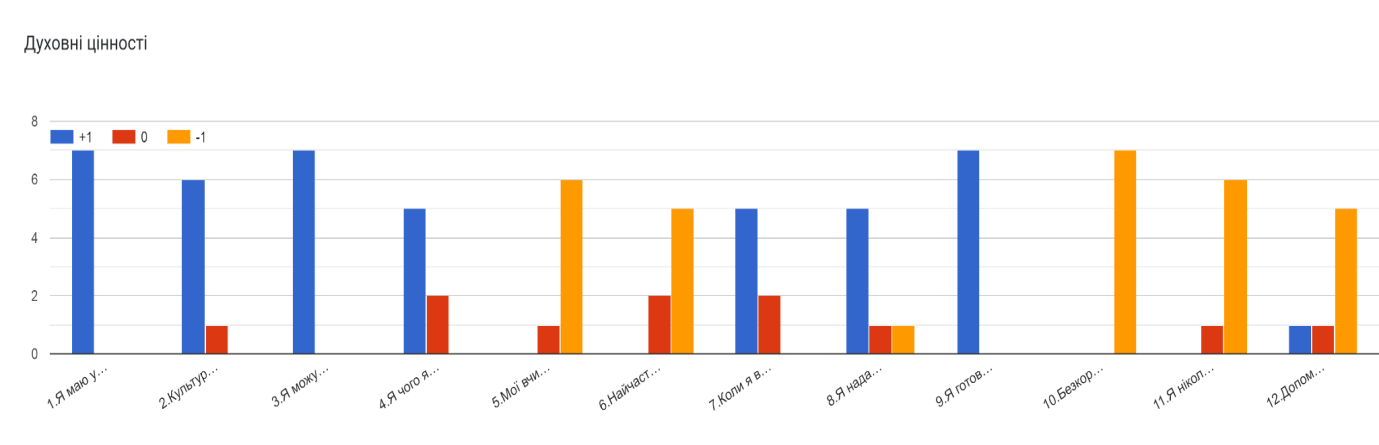 Духовні цінності
8
+1 0 -1
6
4
2
0
1.Я маю у…
2.Культур…
3.Я можу…
4.Я чого я…
5.Мої вчи…
6.Найчаст…
7.Коли я в…
8.Я нада…
9.Я готов…
10.Безкор…
11.Я нікол…
12.Допом…